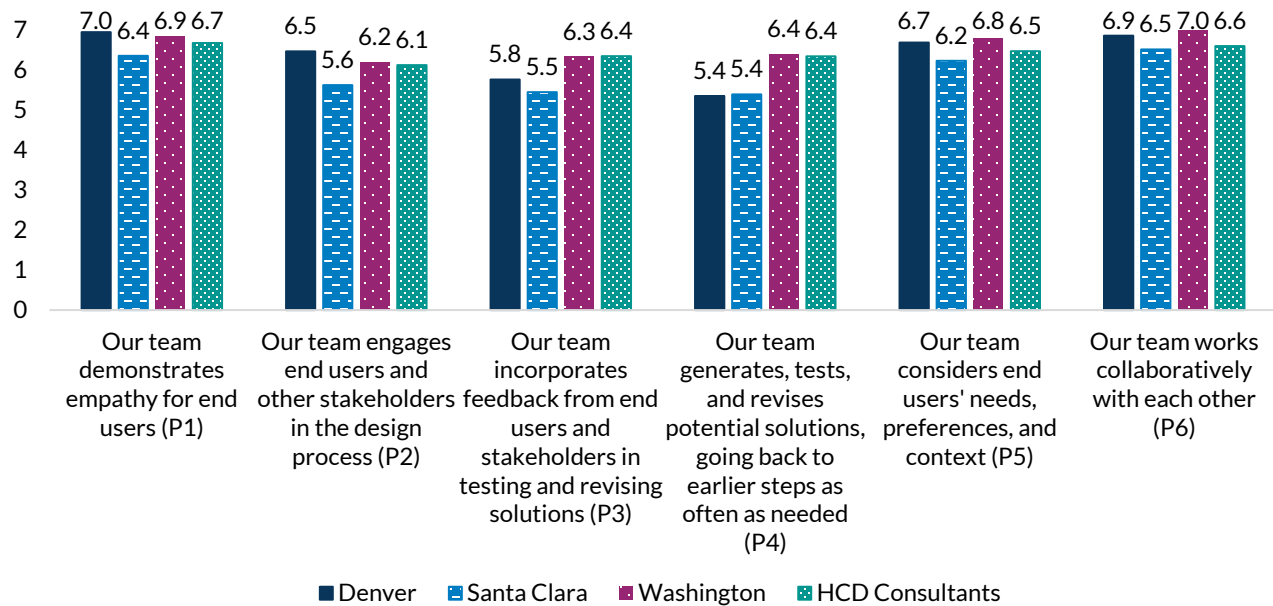 7
6
5
4
3
2
1
0
7.0
6.4
6.9
6.7
6.5
5.6
6.2
6.1
5.8
5.5
6.3
6.4
5.4
5.4
6.4
6.4
6.7
6.2
6.8
6.5
6.9
6.5
7.0
6.6
Our team
demonstrates
empathy for end
users (P1)
Our team engages
end users and
other stakeholders
in the design
process (P2)
Our team
incorporates
feedback from end
users and
stakeholders in
testing and revising
solutions (P3)
Our team
generates, tests,
and revises
potential solutions,
going back to
earlier steps as
often as needed
(P4)
Our team
considers end
users' needs,
preferences, and
context (P5)
Our team works
collaboratively
with each other
(P6)
Denver
Santa Clara
Washington
HCD Consultants